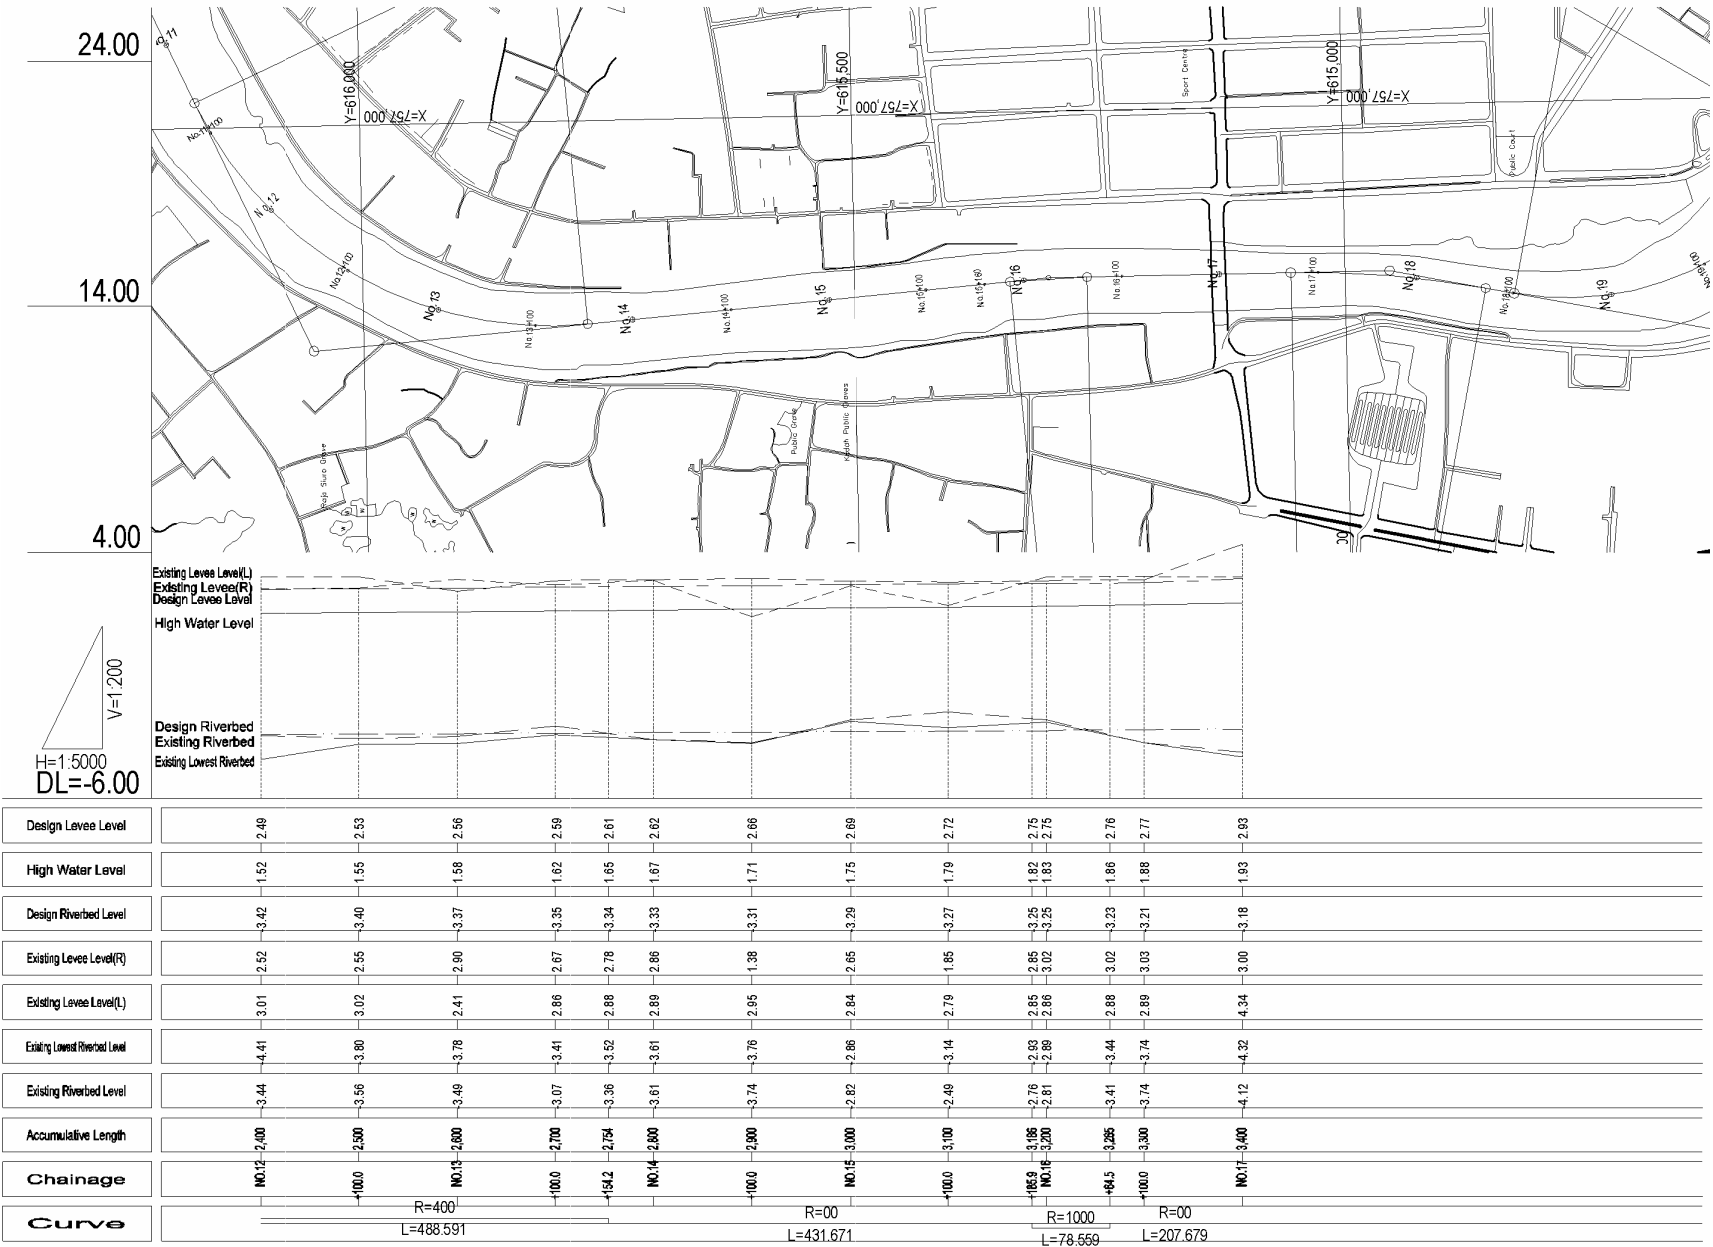 24.00
14.00
4.00
No.11
No.11+100
No.12
No.12+100
No.13
No.13+100
No.14
No.14+100
No.15
No.15+100
No.16
No.16+100
No.17
No.17+100
No.18
No.18+100
No.19
No.19+100
Y=616,000
X=757,000
Y=615,500
X=757,000
Y=615,000
X=757,000
Sport Centre
Public Court
Public Grave
Kedah Public Graves
Existing Levee Level(L)
Existing Levee(R)
Design Levee Level
High Water Level
Design Riverbed
Existing Riverbed
Existing Lowest Riverbed
V=1:200
H=1:5000
DL=-6.00
Design Levee Level 2.49 2.53 2.56 2.59 2.61 2.62 2.66 2.69 2.72 2.75 2.75 2.76 2.77 2.93
High Water Level 1.52 1.55 1.58 1.62 1.65 1.67 1.71 1.75 1.79 1.82 1.83 1.86 1.88 1.93
Design Riverbed Level -3.42 -3.40 -3.37 -3.35 -3.34 -3.33 -3.31 -3.29 -3.27 -3.25 -3.25 -3.23 -3.21 -3.18
Existing Levee Level(R) 2.52 2.55 2.90 2.67 2.78 2.86 1.38 2.65 1.85 2.85 3.02 3.02 3.03 3.00
Existing Levee Level(L) 3.01 3.02 2.41 2.86 2.88 2.89 2.95 2.84 2.79 2.85 2.86 2.88 2.89 4.34
Existing Lowest Riverbed Level -4.41 -3.80 -3.78 -3.41 -3.52 -3.61 -3.76 -2.86 -3.14 -2.93 -2.89 -3.44 -3.74 -4.32
Existing Riverbed Level -3.44 -3.56 -3.49 -3.07 -3.36 -3.61 -3.74 -2.82 -2.49 -2.76 -2.81 -3.41 -3.74 -4.12
Accumulative Length 2,400 2,500 2,600 2,700 2,754 2,800 2,900 3,000 3,100 3,186 3,200 3,265 3,300 3,400
Chainage NO.12 +100.0 NO.13 +100.0 +154.2 NO.14 +100.0 NO.15 +100.0 +185.9 NO.16 +64.5 +100.0 NO.17
Curve
R=400
L=488.591
R=00
L=431.671
R=1000
L=78.559
R=00
L=207.679